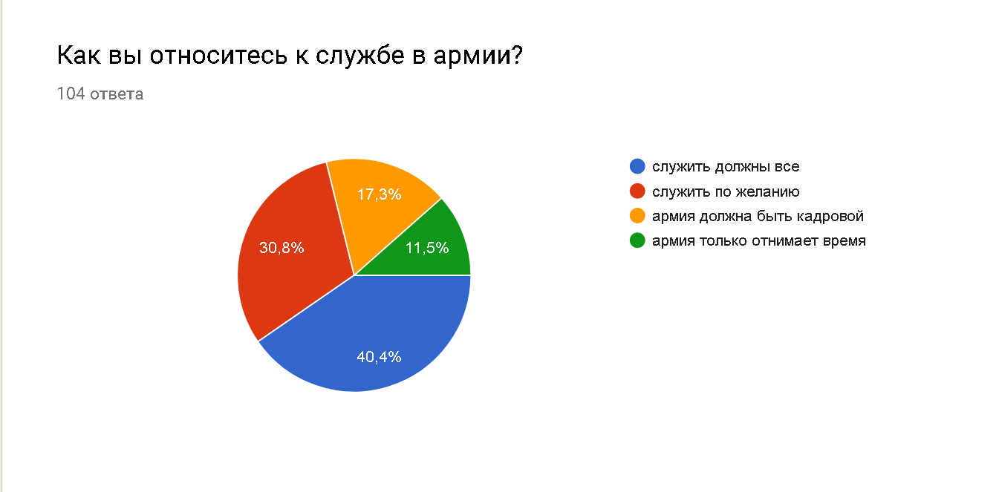 Как вы относитесь к службе в армии?
104 ответа
служить должны все
служить по желанию
армия должна быть кадровой
армия только отнимает время
17,3%
30,8%
11,5%
40,4%